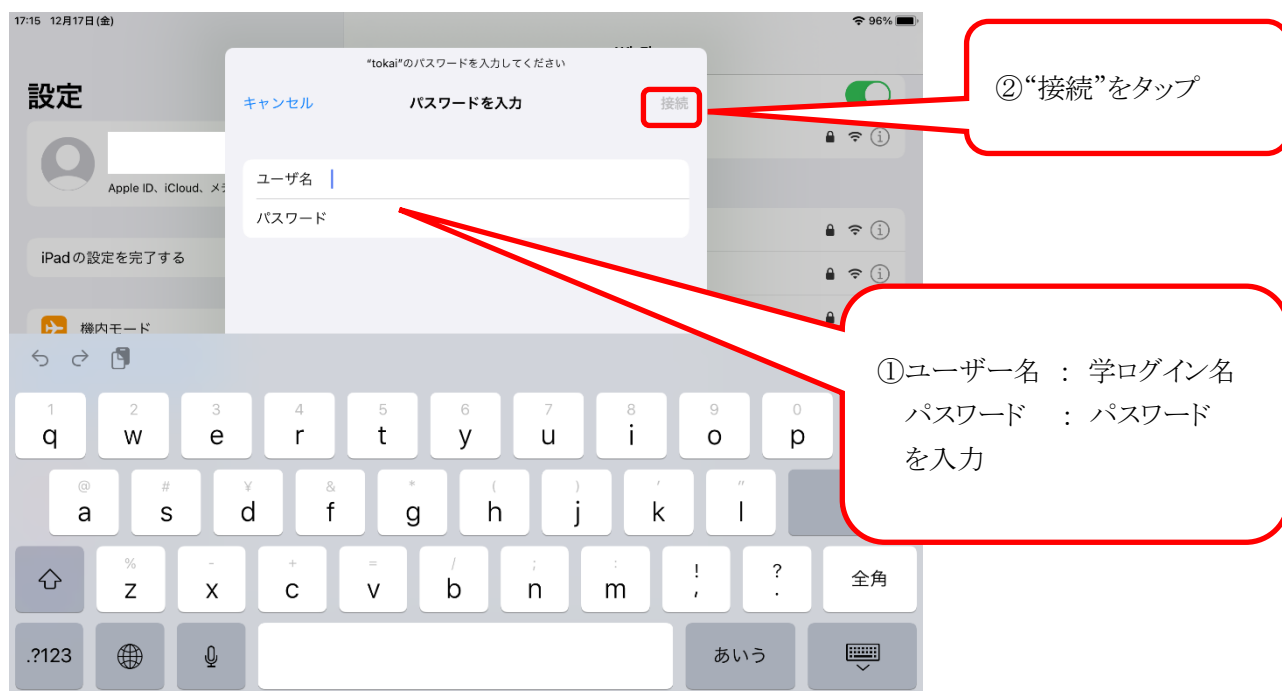 17:15 12月17日(金)
96%
"tokai"のパスワードを入力してください
キャンセル
パスワードを入力
接続
設定
Apple ID、iCloud、メ
ユーザ名
パスワード
iPadの設定を完了する
機内モード
②“接続”をタップ
①ユーザー名 : 学ログイン名
パスワード : パスワード
を入力
1 2 3 4 5 6 7 8 9 0
q w e r t y u i o p
@ # ¥ & * ( ) ' "
a s d f g h j k l
% - + = / ; : ! ?
z x c v b n m , . 全角
.?123
あいう